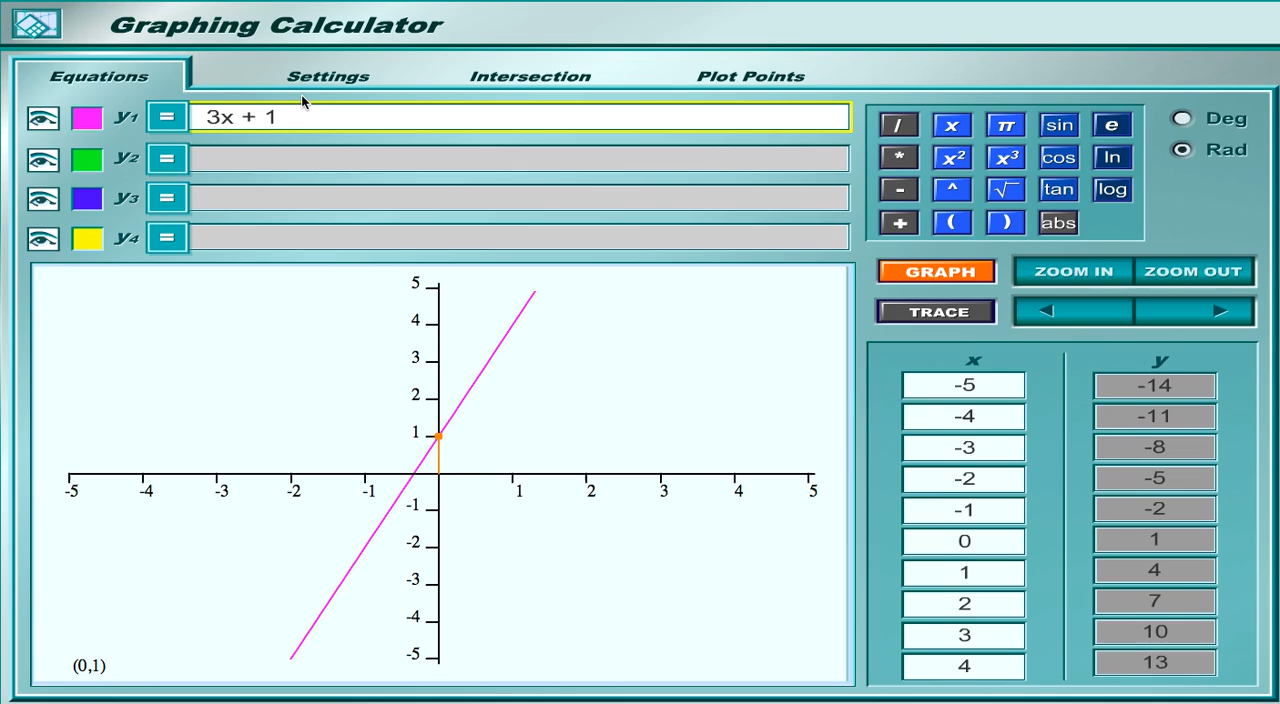 Graphing Calculator
Equations Settings Intersection Plot Points
y1 = 3x + 1
y2 =
y3 =
y4 =
/ x π sin e
* x² x³ cos ln
- ^ √ tan log
+ ( ) abs
Deg
Rad
GRAPH ZOOM IN ZOOM OUT
TRACE ◄ ►
5
4
3
2
1
-5 -4 -3 -2 -1 1 2 3 4 5
-1
-2
-3
-4
-5
(0,1)
x y
-5 -14
-4 -11
-3 -8
-2 -5
-1 -2
0 1
1 4
2 7
3 10
4 13